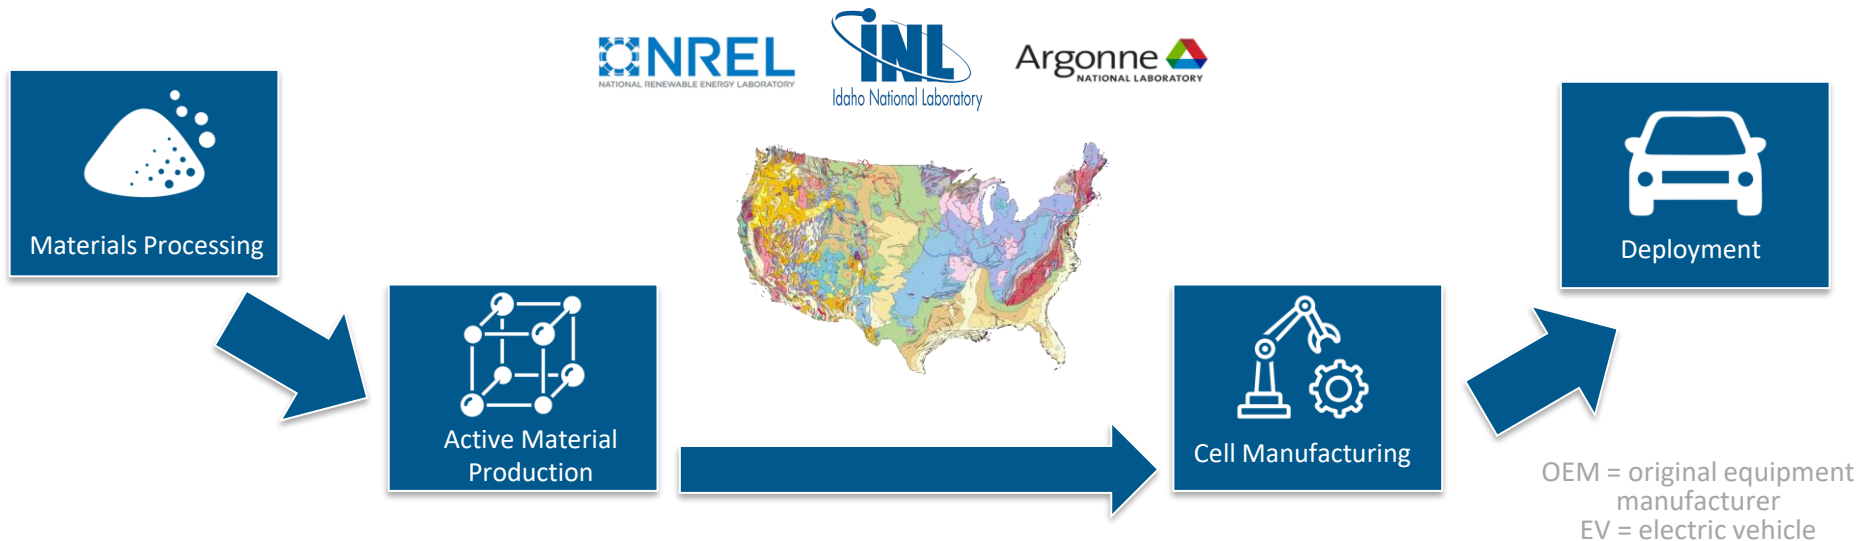 NREL
NATIONAL RENEWABLE ENERGY LABORATORY
INL
Idaho National Laboratory
Argonne
NATIONAL LABORATORY
Materials Processing
Active Material
Production
Cell Manufacturing
Deployment
OEM = original equipment
manufacturer
EV = electric vehicle